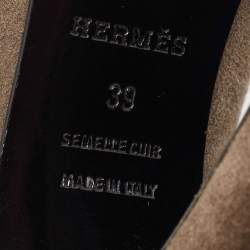 HERMÈS
39
SEMELLE CUIR
MADE IN ITALY